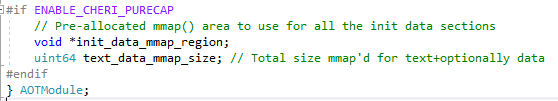 #if ENABLE_CHERI_PURECAP
// Pre-allocated mmap() area to use for all the init data sections
void *init_data_mmap_region;
uint64 text_data_mmap_size; // Total size mmap'd for text+optionally data
#endif
} AOTModule;